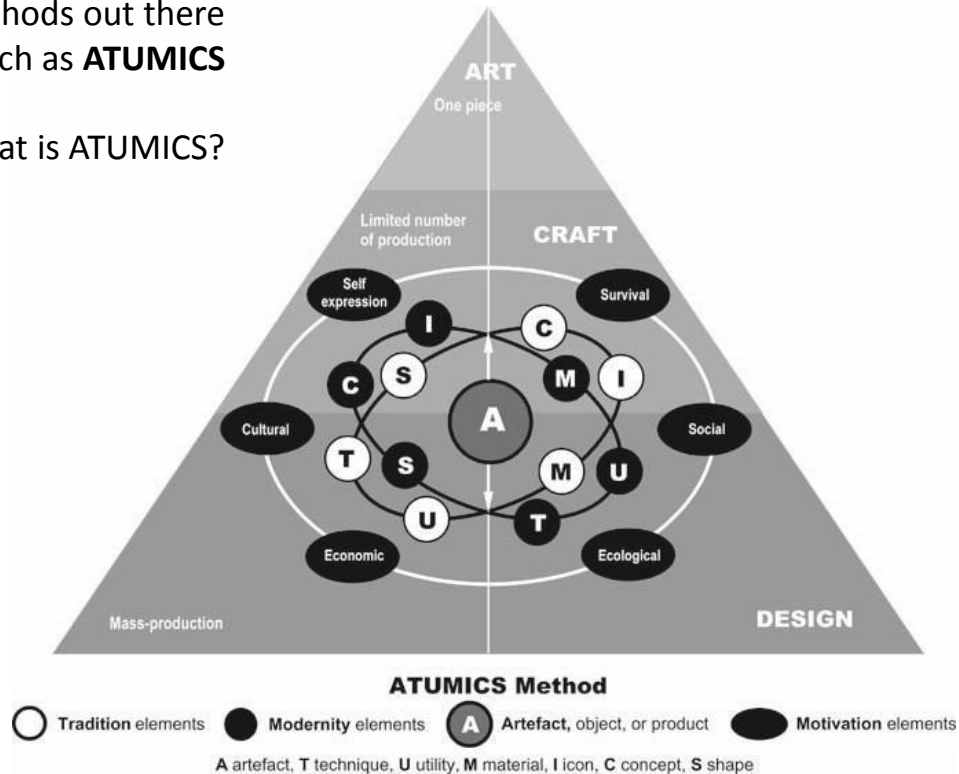 hods out there
ch as ATUMICS
at is ATUMICS?
ART
One piece
Limited number
of production
CRAFT
Self
expression
Survival
I
C
C
S
M
I
A
Cultural
Social
T
S
M
U
U
T
Economic
Ecological
Mass-production
DESIGN
ATUMICS Method
Tradition elements
Modernity elements
A
Artefact, object, or product
Motivation elements
A artefact, T technique, U utility, M material, I icon, C concept, S shape